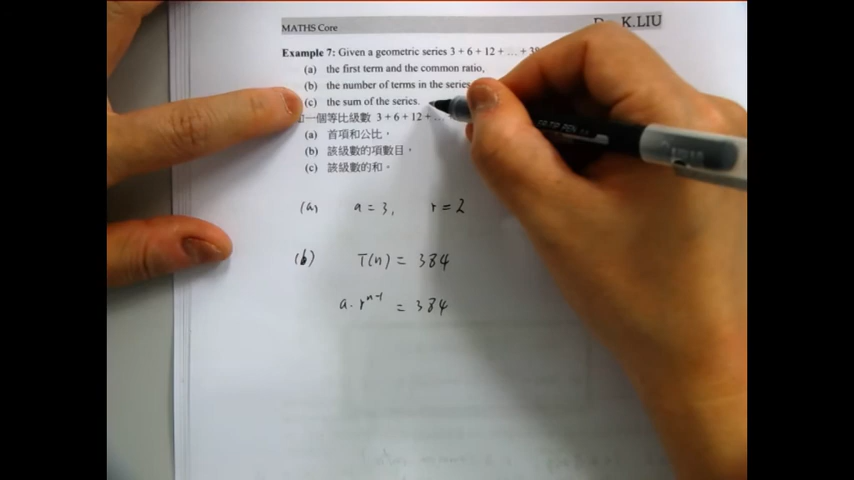 MATHS Core K.LIU
Example 7: Given a geometric series 3 + 6 + 12 + … + 38
(a) the first term and the common ratio,
(b) the number of terms in the series
(c) the sum of the series.
一個等比級數 3 + 6 + 12 + …
(a) 首項和公比，
(b) 該級數的項數目，
(c) 該級數的和。
(a) a = 3, r = 2
(b) T(n) = 384
a · r^{n-1} = 384